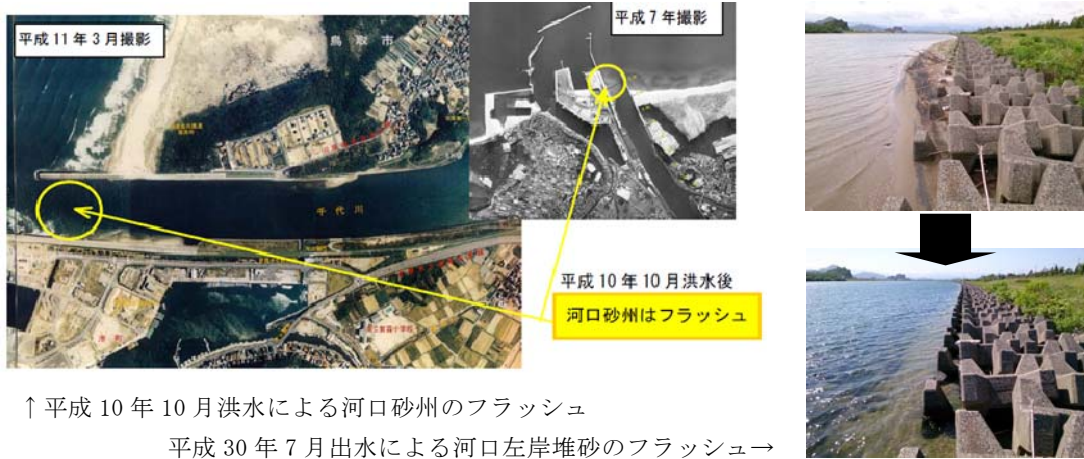 平成11年3月撮影
鳥取市
平成7年撮影
千代川
平成10年10月洪水後
河口砂州はフラッシュ
↑平成10年10月洪水による河口砂州のフラッシュ
平成30年7月出水による河口左岸堆砂のフラッシュ→